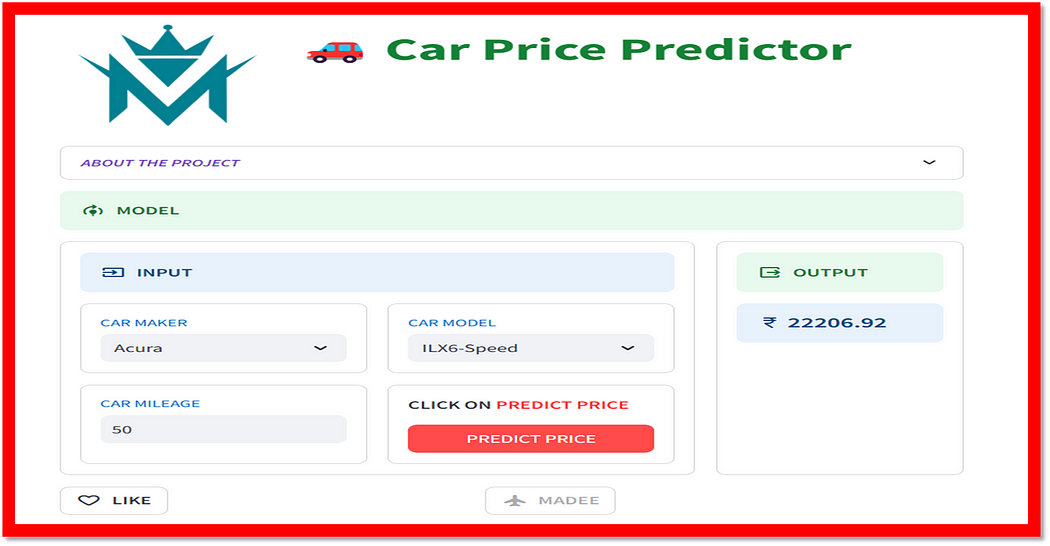 Car Price Predictor
ABOUT THE PROJECT
MODEL
INPUT
OUTPUT
CAR MAKER
Acura
CAR MODEL
ILX6-Speed
₹ 22206.92
CAR MILEAGE
50
CLICK ON PREDICT PRICE
PREDICT PRICE
LIKE
MADEE